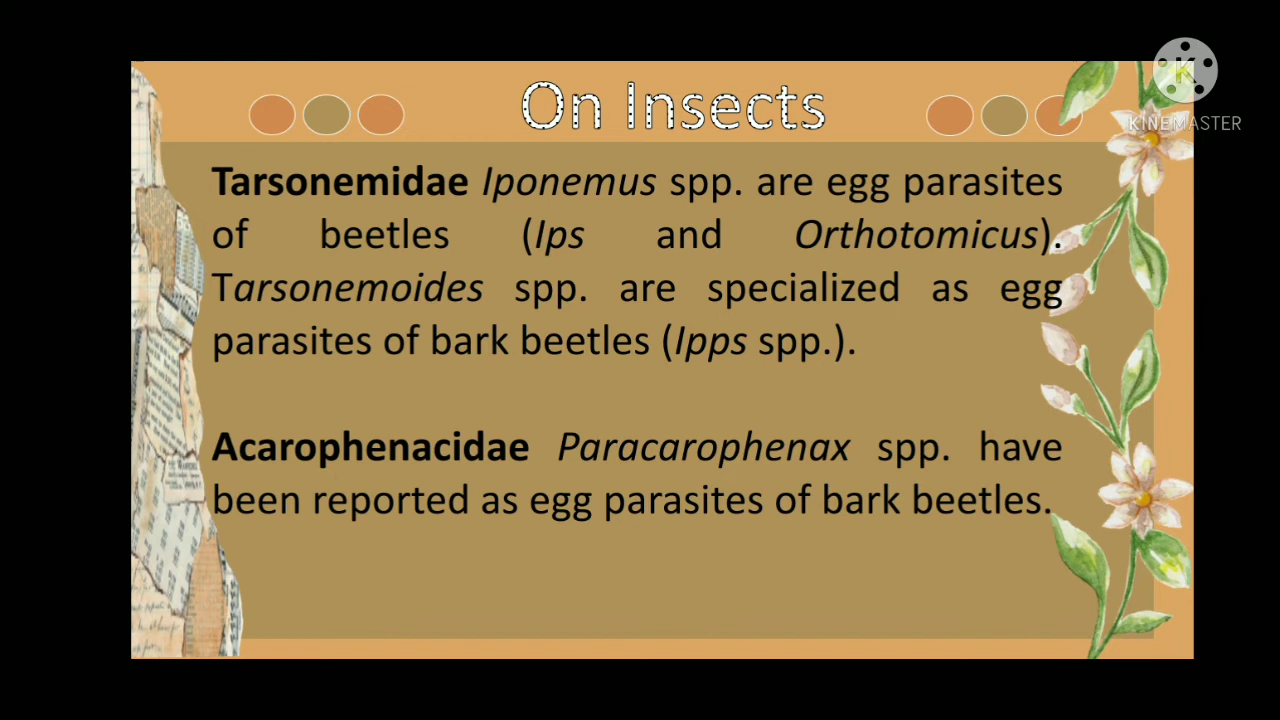 On Insects
KINEMASTER
Tarsonemidae Iponemus spp. are egg parasites
of beetles (Ips and Orthotomicus).
Tarsonemoides spp. are specialized as egg
parasites of bark beetles (Ipps spp.).
Acarophenacidae Paracarophenax spp. have
been reported as egg parasites of bark beetles.